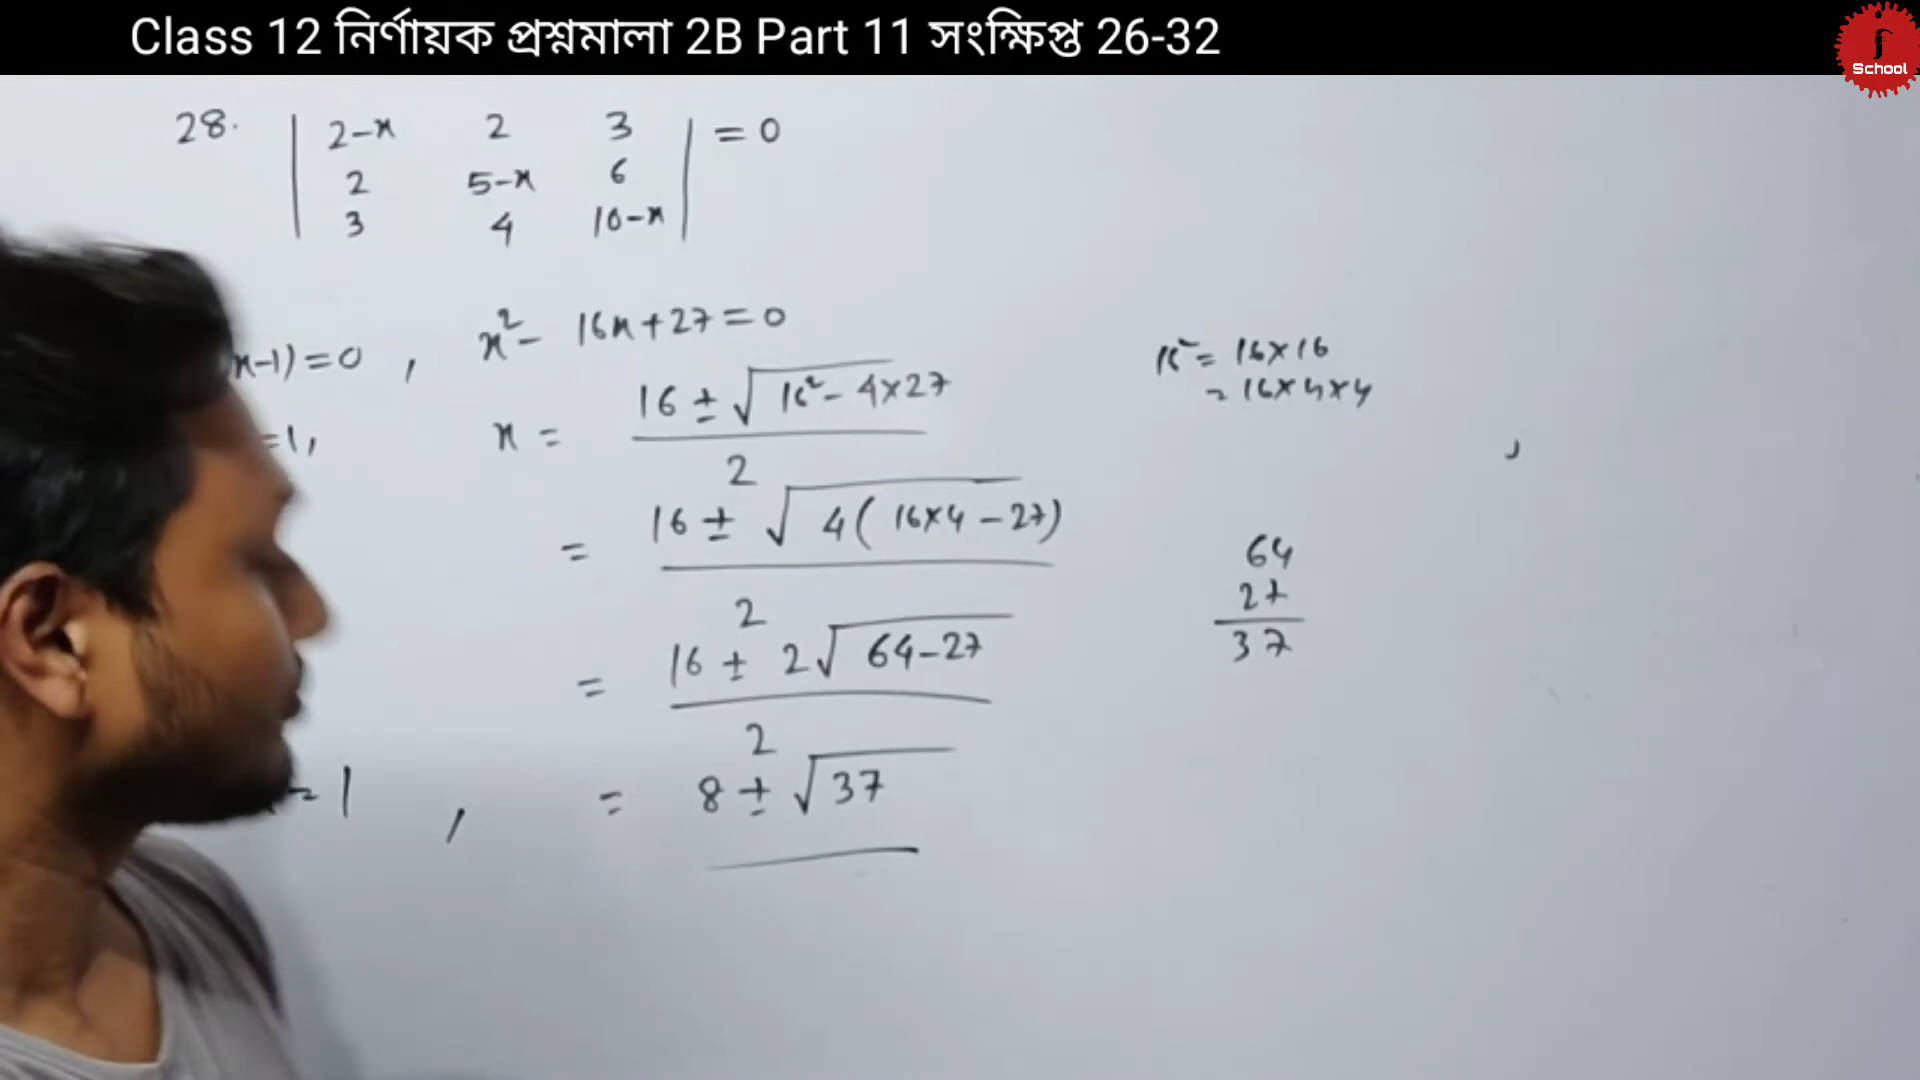 Class 12 নির্ণায়ক প্রশ্নমালা 2B Part 11 সংক্ষিপ্ত 26-32
School
28. | 2-x 2 3 | = 0
2 5-x 6
3 4 10-x
x-1) = 0 , x² - 16x + 27 = 0
=1, x = 16 ± √16² - 4×27
2
= 16 ± √4(16×4 - 27)
2
= 16 ± 2√64-27
2
= 1 , = 8 ± √37
16² = 16×16
= 16×4×4
64
27
37